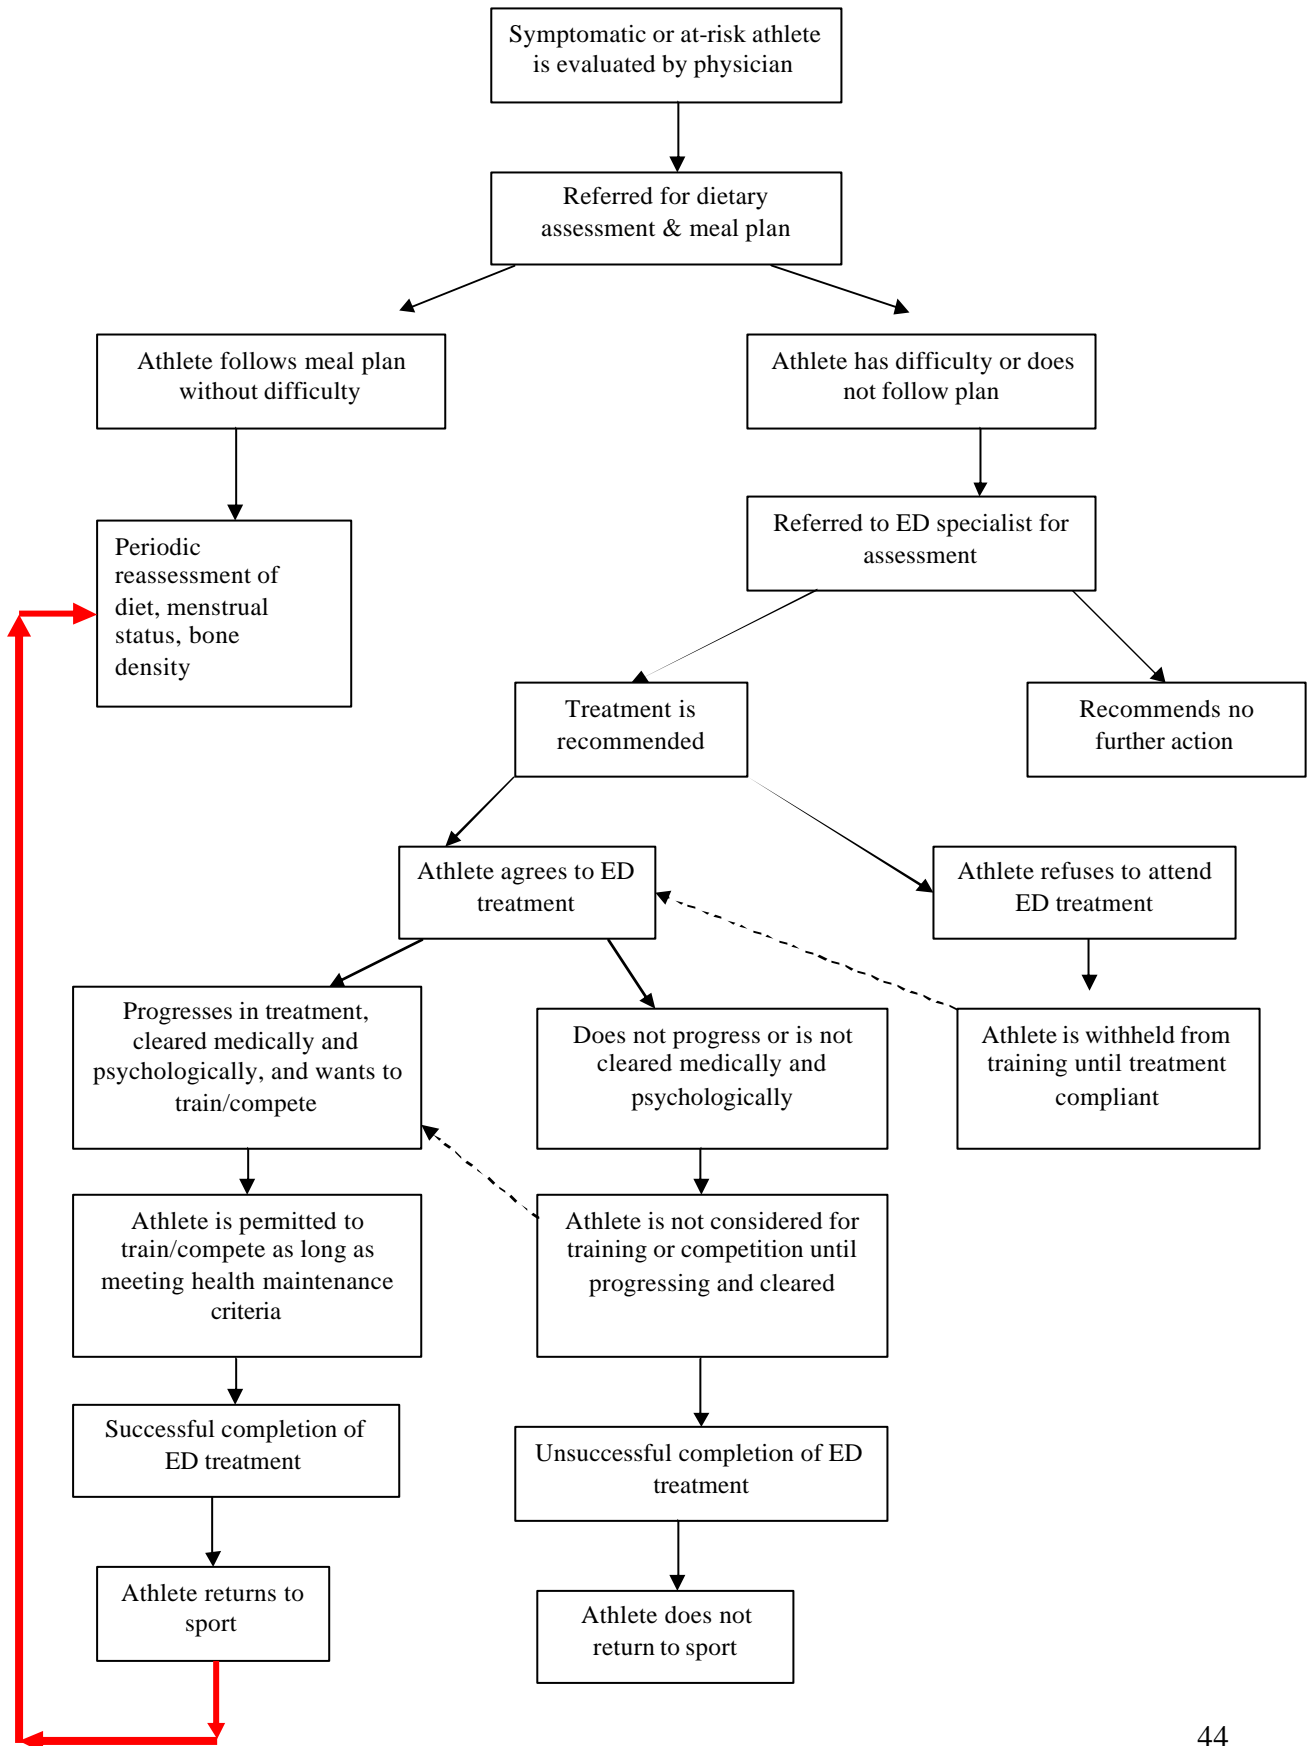 Symptomatic or at-risk athlete
is evaluated by physician
Referred for dietary
assessment & meal plan
Athlete follows meal plan
without difficulty
Athlete has difficulty or does
not follow plan
Periodic
reassessment of
diet, menstrual
status, bone
density
Referred to ED specialist for
assessment
Treatment is
recommended
Recommends no
further action
Athlete agrees to ED
treatment
Athlete refuses to attend
ED treatment
Progresses in treatment,
cleared medically and
psychologically, and wants to
train/compete
Does not progress or is not
cleared medically and
psychologically
Athlete is withheld from
training until treatment
compliant
Athlete is permitted to
train/compete as long as
meeting health maintenance
criteria
Athlete is not considered for
training or competition until
progressing and cleared
Successful completion of
ED treatment
Unsuccessful completion of ED
treatment
Athlete returns to
sport
Athlete does not
return to sport
44